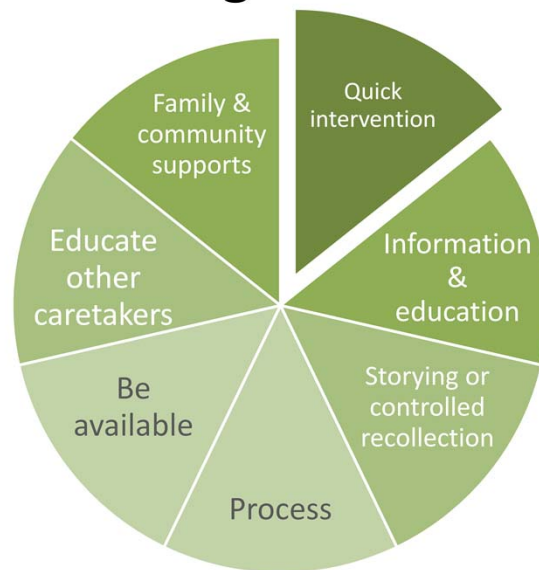 Quick
intervention
Information
&
education
Storying or
controlled
recollection
Process
Be
available
Educate
other
caretakers
Family &
community
supports